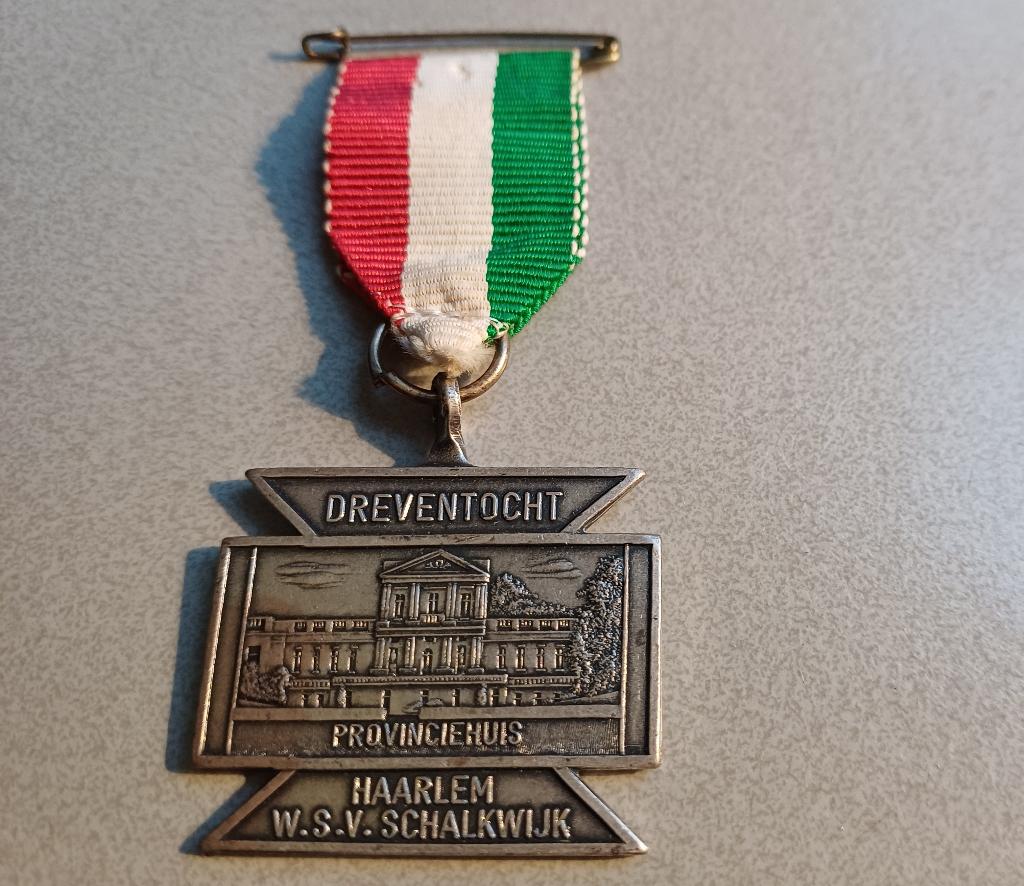 DREVENTOCHT
PROVINCIEHUIS
HAARLEM
W.S.V. SCHALKWIJK